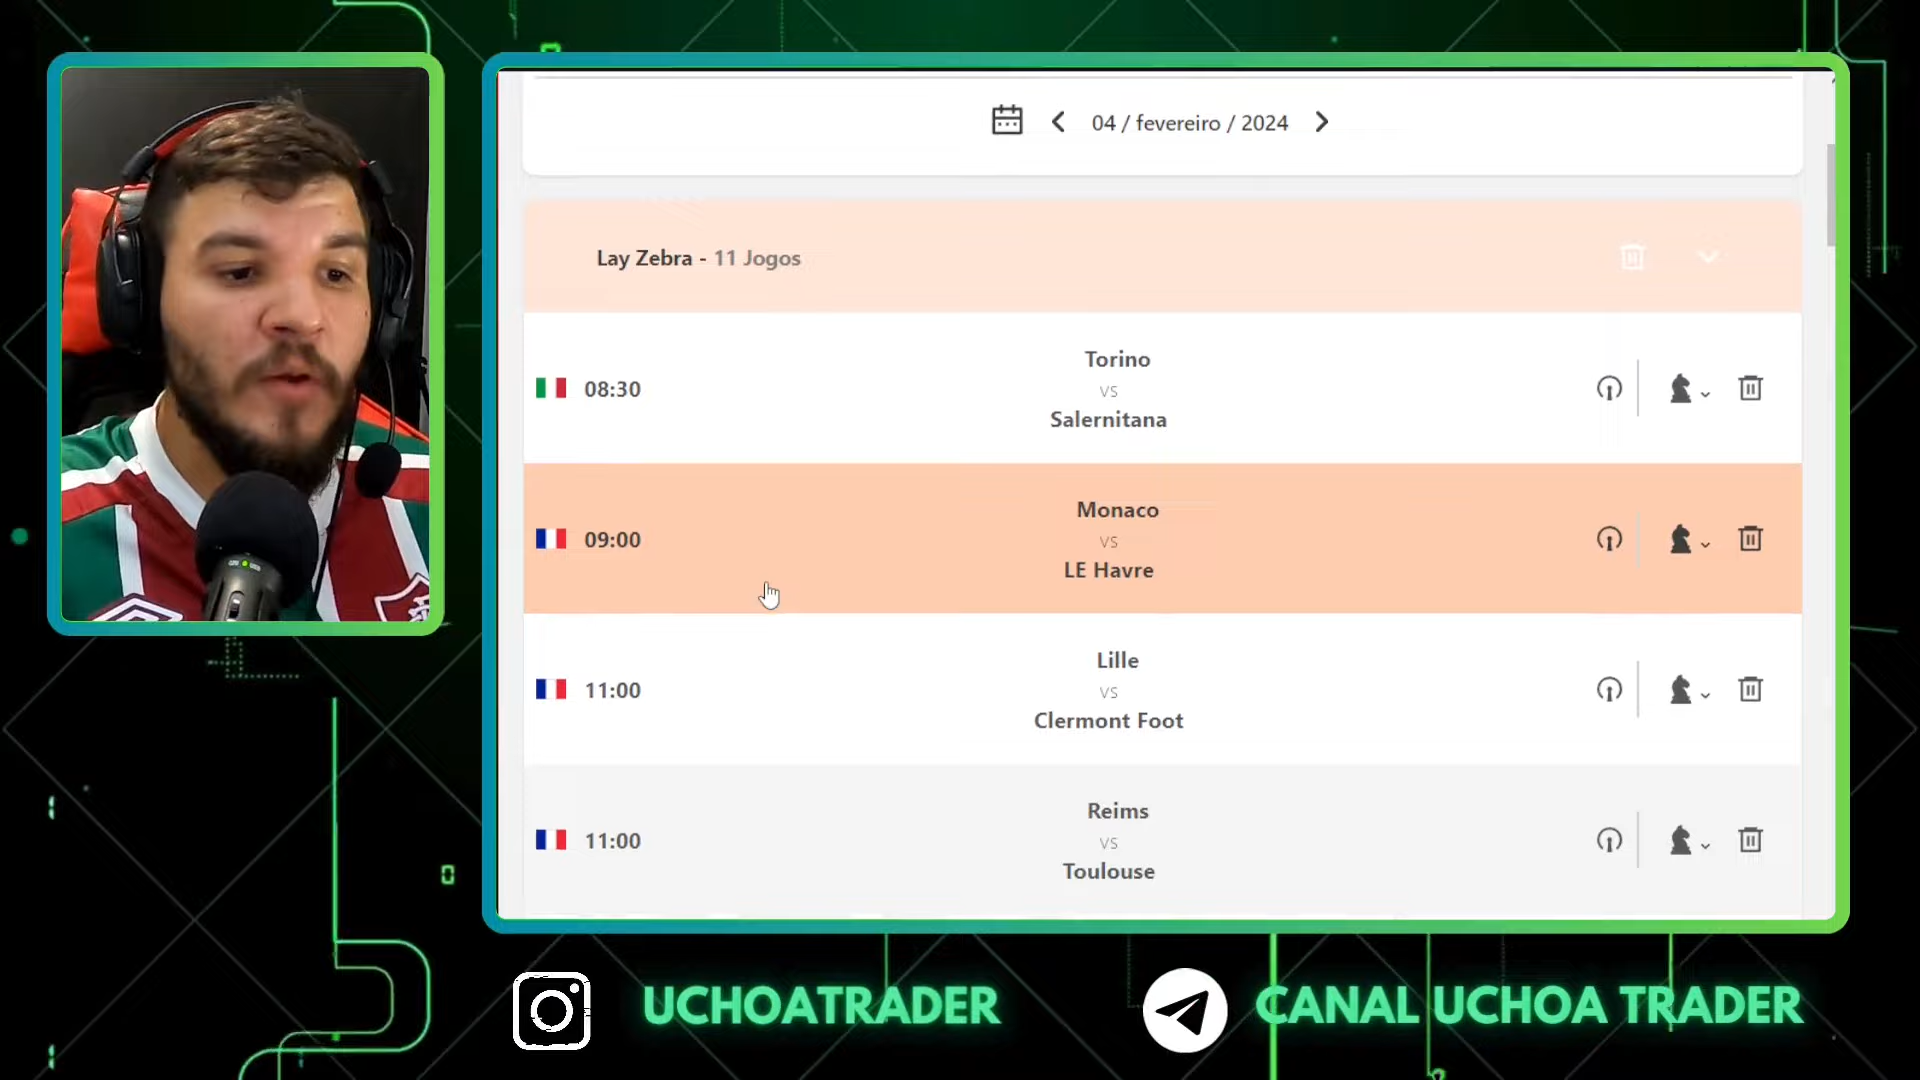 04 / fevereiro / 2024
Lay Zebra - 11 Jogos
08:30
Torino
VS
Salernitana
09:00
Monaco
VS
LE Havre
11:00
Lille
VS
Clermont Foot
11:00
Reims
VS
Toulouse
UCHOATRADER
CANAL UCHOA TRADER